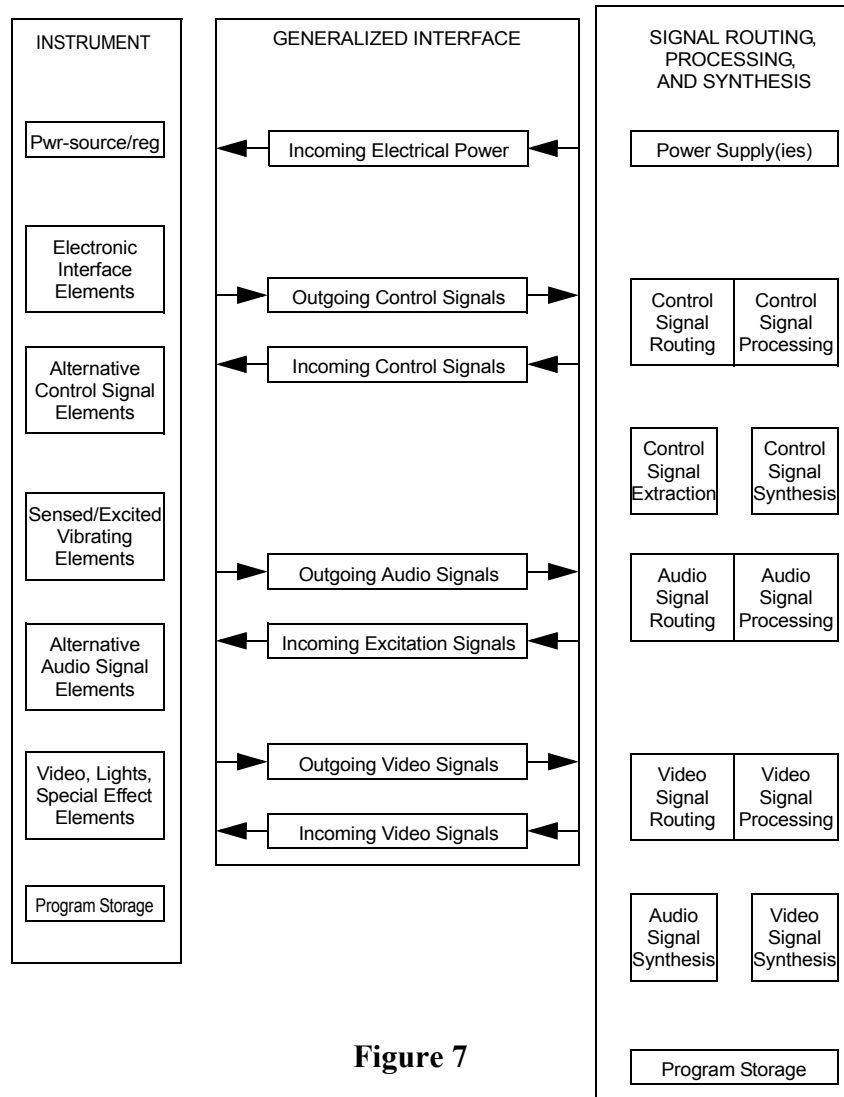 INSTRUMENT
Pwr-source/reg
Electronic
Interface
Elements
Alternative
Control Signal
Elements
Sensed/Excited
Vibrating
Elements
Alternative
Audio Signal
Elements
Video, Lights,
Special Effect
Elements
Program Storage
GENERALIZED INTERFACE
Incoming Electrical Power
Outgoing Control Signals
Incoming Control Signals
Outgoing Audio Signals
Incoming Excitation Signals
Outgoing Video Signals
Incoming Video Signals
SIGNAL ROUTING,
PROCESSING,
AND SYNTHESIS
Power Supply(ies)
Control
Signal
Routing
Control
Signal
Processing
Control
Signal
Extraction
Control
Signal
Synthesis
Audio
Signal
Routing
Audio
Signal
Processing
Video
Signal
Routing
Video
Signal
Processing
Audio
Signal
Synthesis
Video
Signal
Synthesis
Program Storage
Figure 7